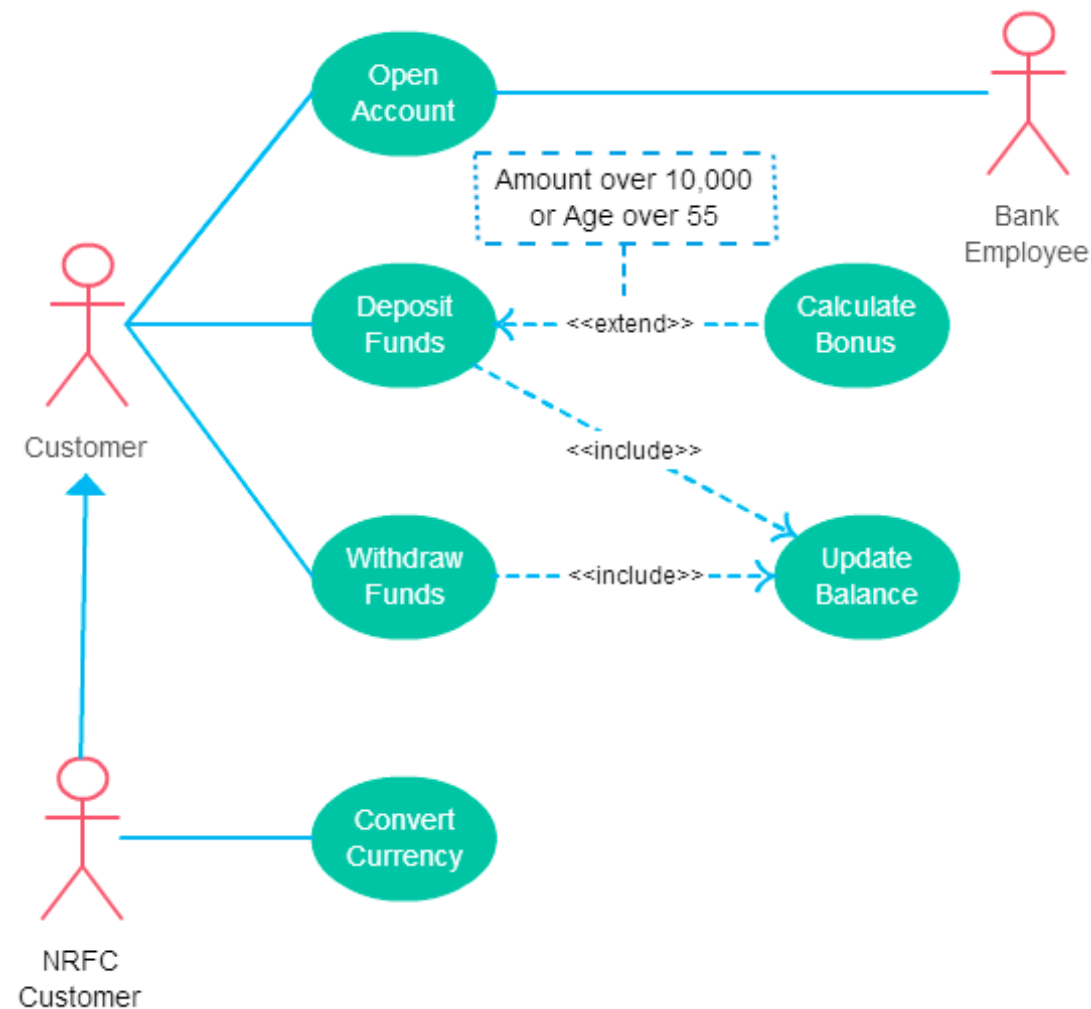 Open
Account
Amount over 10,000
or Age over 55
Bank
Employee
Deposit
Funds
<<extend>>
Calculate
Bonus
Customer
<<include>>
Withdraw
Funds
<<include>>
Update
Balance
Convert
Currency
NRFC
Customer